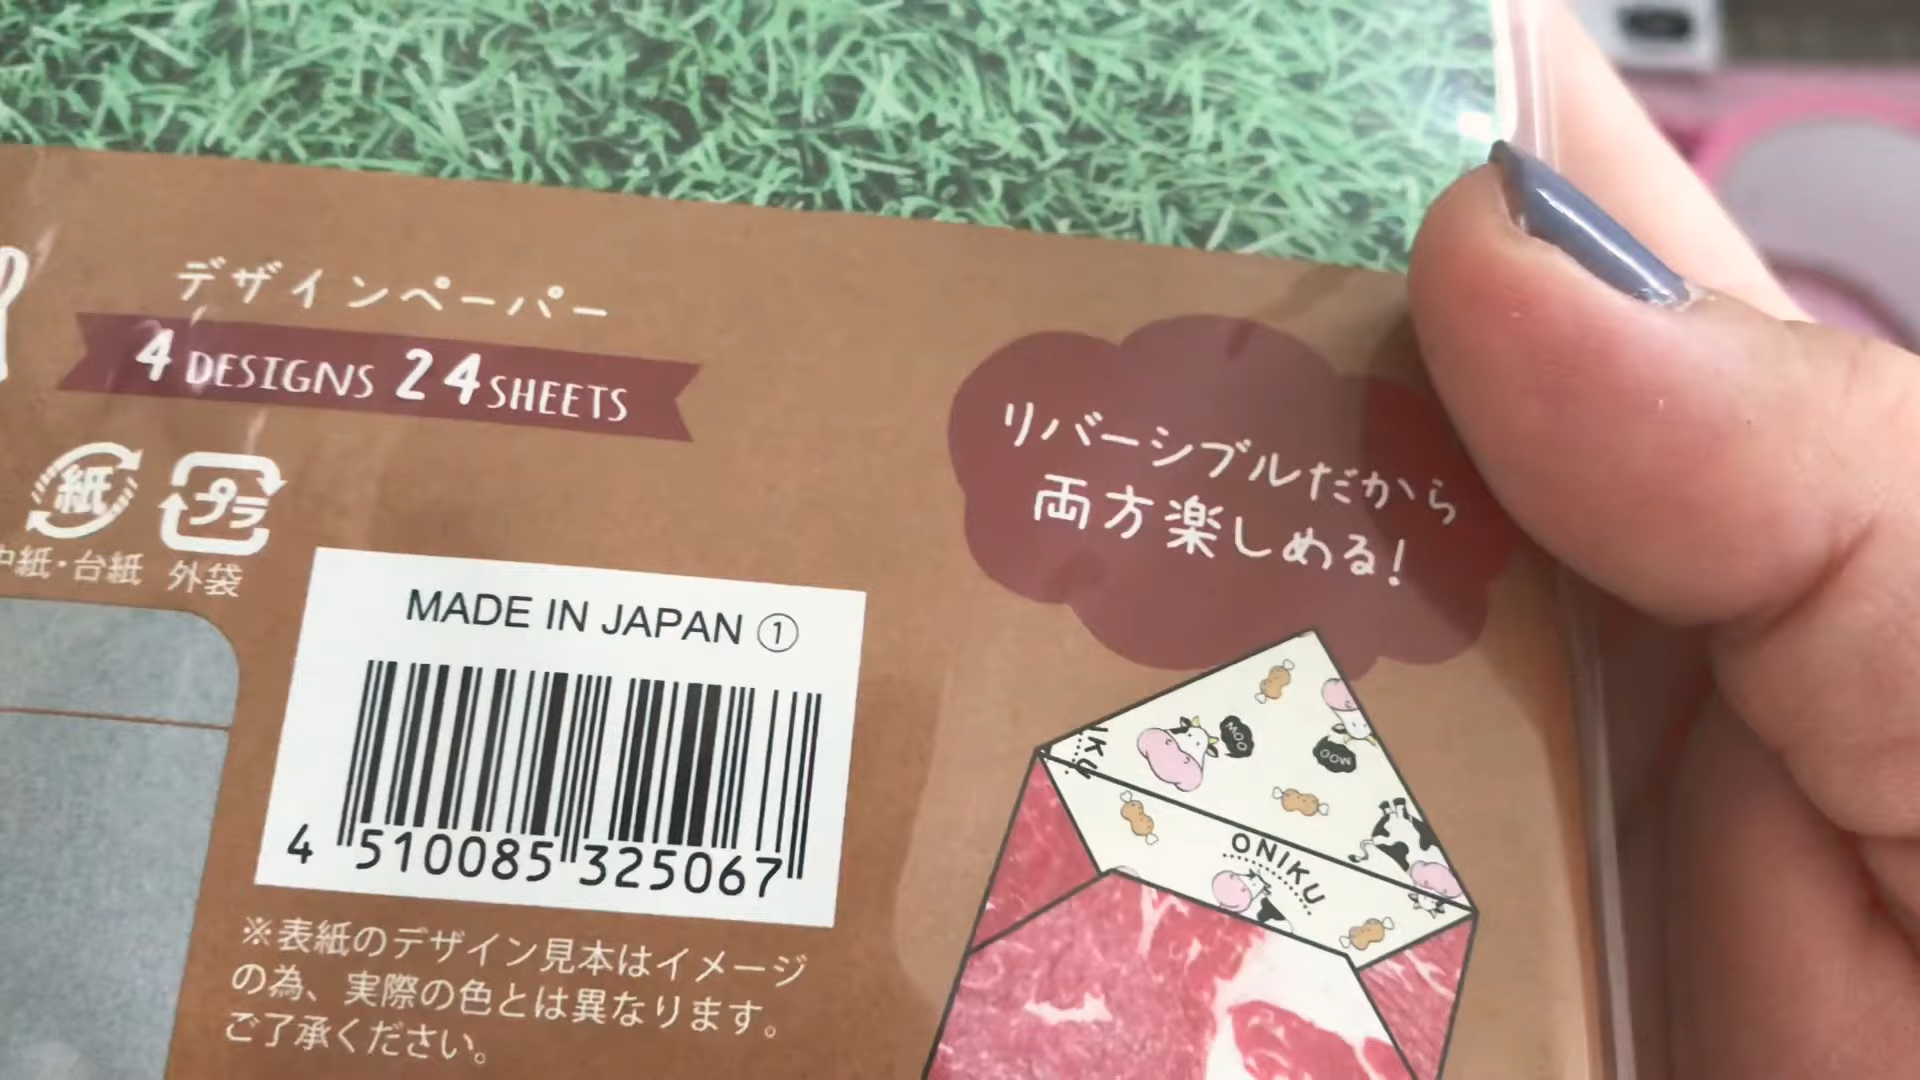 デザインペーパー
4 DESIGNS 24 SHEETS
紙 プラ
中紙・台紙 外袋
リバーシブルだから
両方楽しめる!
MADE IN JAPAN ①
4 510085 325067
※表紙のデザイン見本はイメージ
の為、実際の色とは異なります。
ご了承ください。
MOO
MOO
ONIKU